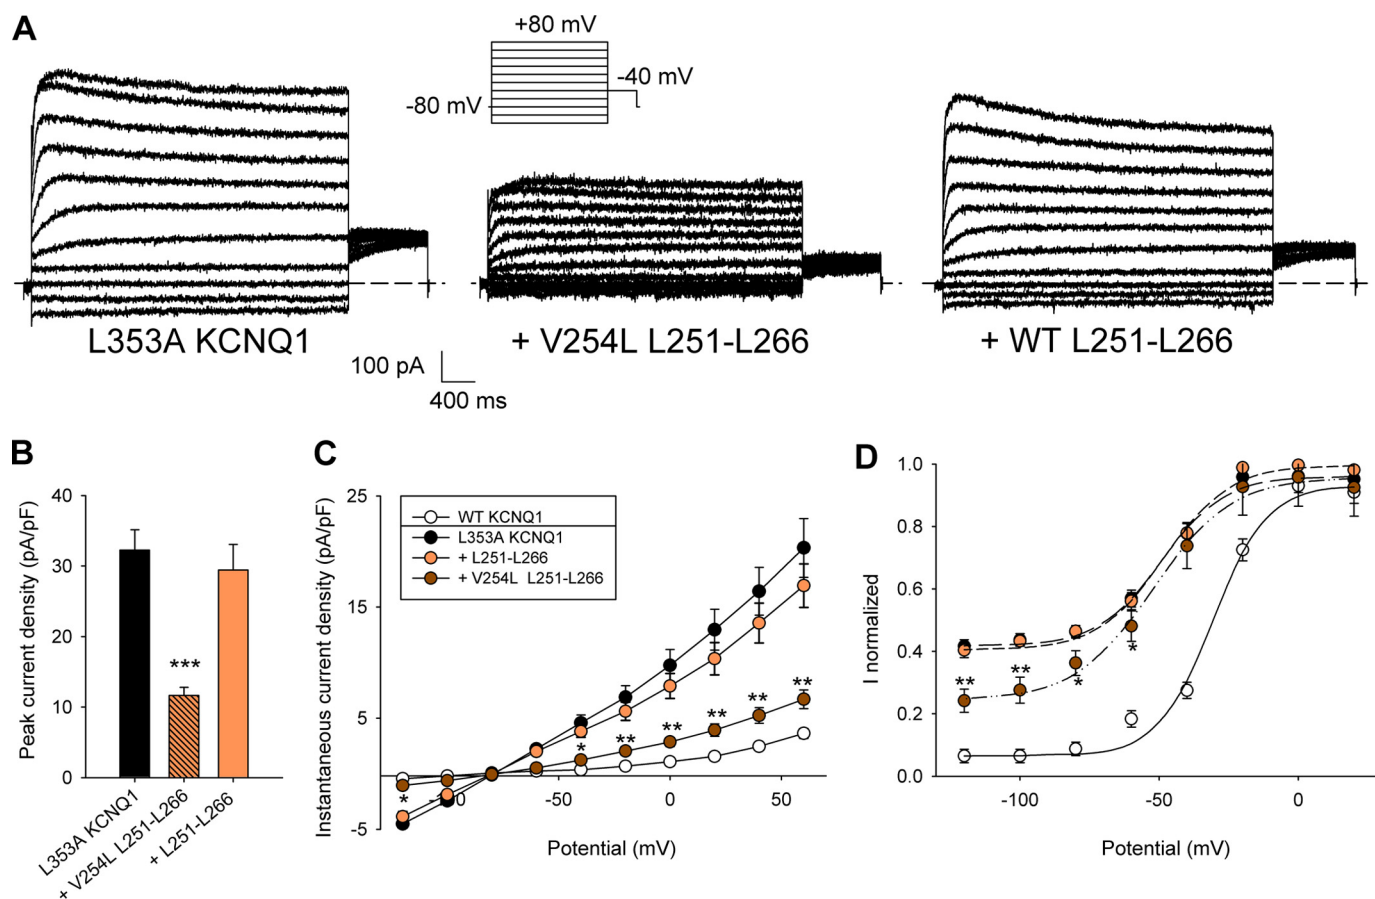 A
+80 mV
-40 mV
-80 mV
L353A KCNQ1
+ V254L L251-L266
+ WT L251-L266
100 pA
400 ms
B
Peak current density (pA/pF)
40
30
20
10
0
***
L353A KCNQ1
+ V254L L251-L266
+ L251-L266
C
Instantaneous current density (pA/pF)
25
15
5
-5
WT KCNQ1
L353A KCNQ1
+ L251-L266
+ V254L L251-L266
*
*
**
**
**
**
**
-50
0
50
Potential (mV)
D
I normalized
1.0
0.8
0.6
0.4
0.2
0.0
**
**
*
*
-100
-50
0
Potential (mV)